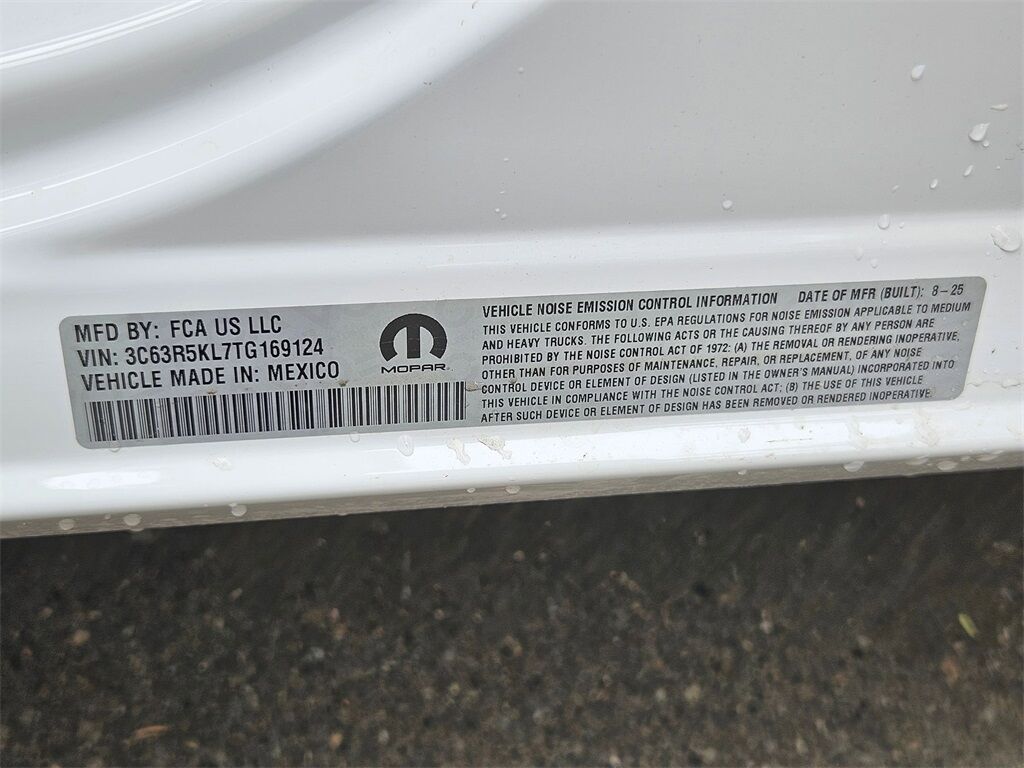 MFD BY: FCA US LLC
VIN: 3C63R5KL7TG169124
VEHICLE MADE IN: MEXICO
MOPAR
VEHICLE NOISE EMISSION CONTROL INFORMATION DATE OF MFR (BUILT): 8-25
THIS VEHICLE CONFORMS TO U.S. EPA REGULATIONS FOR NOISE EMISSION APPLICABLE TO MEDIUM
AND HEAVY TRUCKS. THE FOLLOWING ACTS OR THE CAUSING THEREOF BY ANY PERSON ARE
PROHIBITED BY THE NOISE CONTROL ACT OF 1972: (A) THE REMOVAL OR RENDERING INOPERATIVE,
OTHER THAN FOR PURPOSES OF MAINTENANCE, REPAIR, OR REPLACEMENT, OF ANY NOISE
CONTROL DEVICE OR ELEMENT OF DESIGN (LISTED IN THE OWNER'S MANUAL) INCORPORATED INTO
THIS VEHICLE IN COMPLIANCE WITH THE NOISE CONTROL ACT; (B) THE USE OF THIS VEHICLE
AFTER SUCH DEVICE OR ELEMENT OF DESIGN HAS BEEN REMOVED OR RENDERED INOPERATIVE.